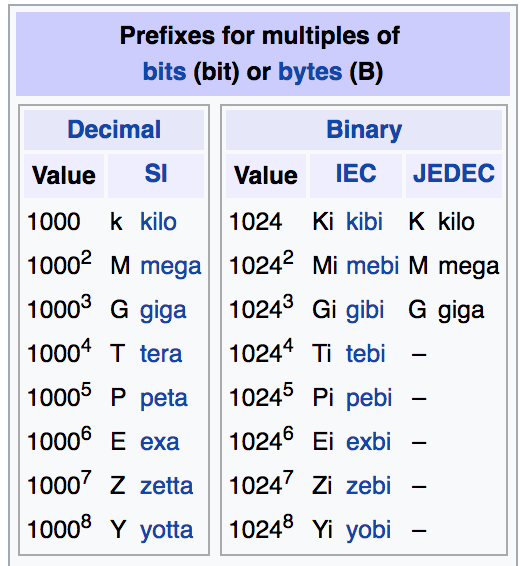 Prefixes for multiples of
bits (bit) or bytes (B)
Decimal Binary
Value SI Value IEC JEDEC
1000 k kilo 1024 Ki kibi K kilo
1000² M mega 1024² Mi mebi M mega
1000³ G giga 1024³ Gi gibi G giga
1000⁴ T tera 1024⁴ Ti tebi –
1000⁵ P peta 1024⁵ Pi pebi –
1000⁶ E exa 1024⁶ Ei exbi –
1000⁷ Z zetta 1024⁷ Zi zebi –
1000⁸ Y yotta 1024⁸ Yi yobi –